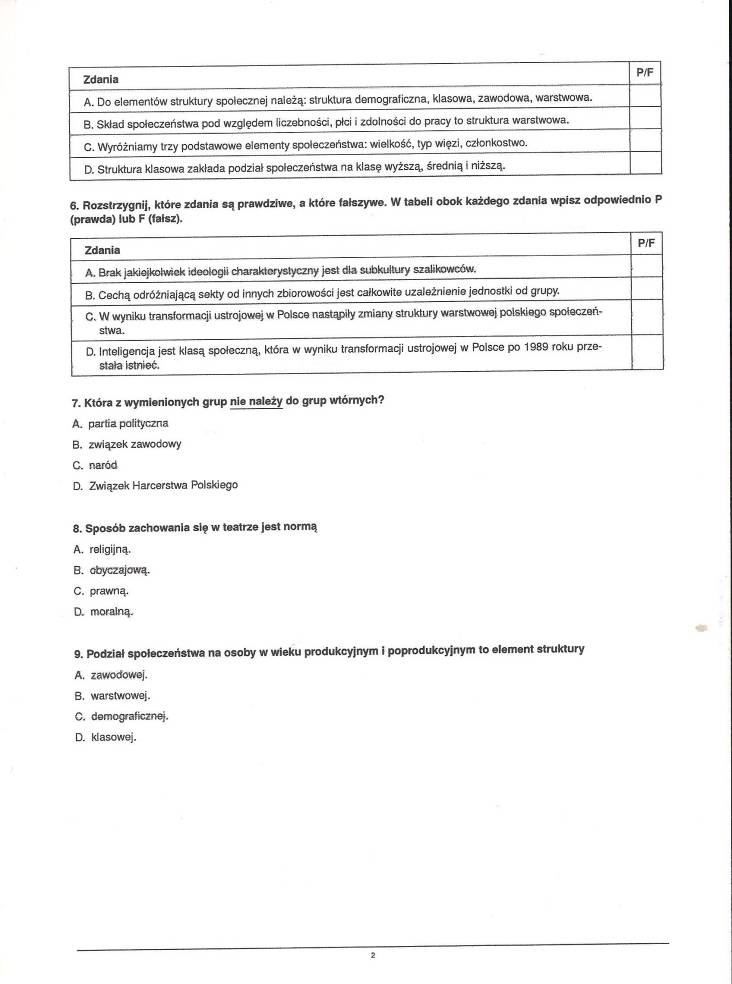 Zdania P/F
A. Do elementów struktury społecznej należą: struktura demograficzna, klasowa, zawodowa, warstwowa.
B. Skład społeczeństwa pod względem liczebności, płci i zdolności do pracy to struktura warstwowa.
C. Wyróżniamy trzy podstawowe elementy społeczeństwa: wielkość, typ więzi, członkostwo.
D. Struktura klasowa zakłada podział społeczeństwa na klasę wyższą, średnią i niższą.
6. Rozstrzygnij, które zdania są prawdziwe, a które fałszywe. W tabeli obok każdego zdania wpisz odpowiednio P
(prawda) lub F (fałsz).
Zdania P/F
A. Brak jakiejkolwiek ideologii charakterystyczny jest dla subkultury szalikowców.
B. Cechą odróżniającą sekty od innych zbiorowości jest całkowite uzależnienie jednostki od grupy.
C. W wyniku transformacji ustrojowej w Polsce nastąpiły zmiany struktury warstwowej polskiego społeczeń-
stwa.
D. Inteligencja jest klasą społeczną, która w wyniku transformacji ustrojowej w Polsce po 1989 roku prze-
stała istnieć.
7. Która z wymienionych grup nie należy do grup wtórnych?
A. partia polityczna
B. związek zawodowy
C. naród
D. Związek Harcerstwa Polskiego
8. Sposób zachowania się w teatrze jest normą
A. religijną.
B. obyczajową.
C. prawną.
D. moralną.
9. Podział społeczeństwa na osoby w wieku produkcyjnym i poprodukcyjnym to element struktury
A. zawodowej.
B. warstwowej.
C. demograficznej.
D. klasowej.
2